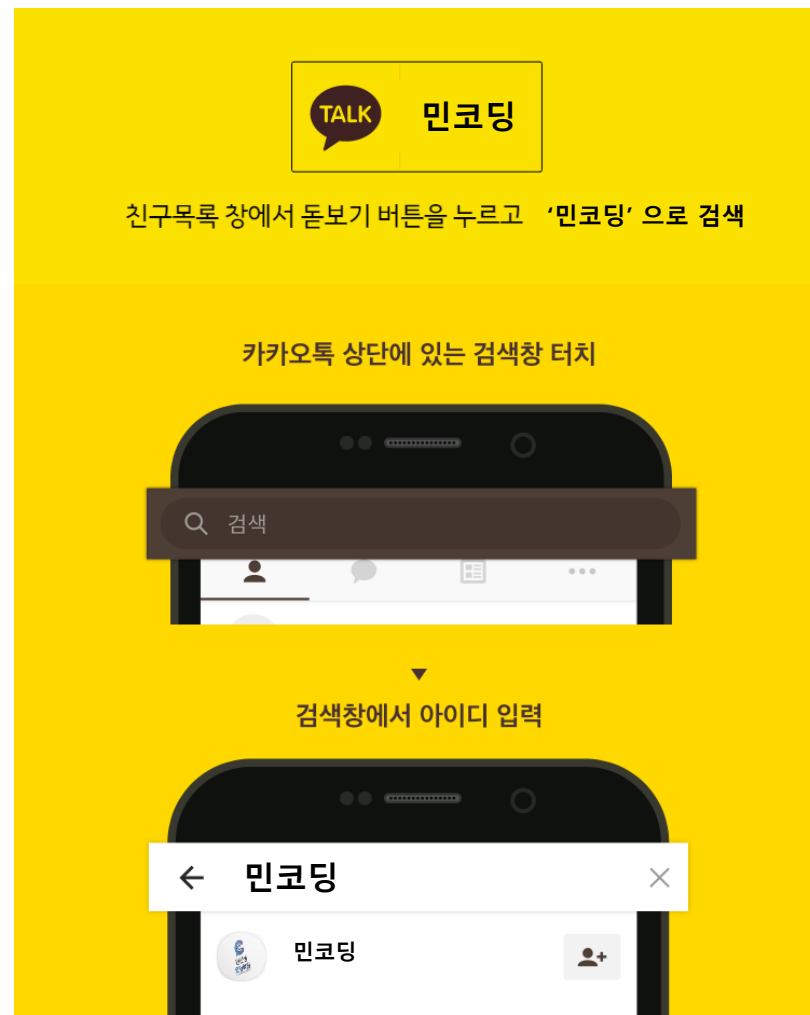 TALK 민코딩
친구목록 창에서 돋보기 버튼을 누르고 ‘민코딩’ 으로 검색
카카오톡 상단에 있는 검색창 터치
검색
검색창에서 아이디 입력
민코딩
민코딩